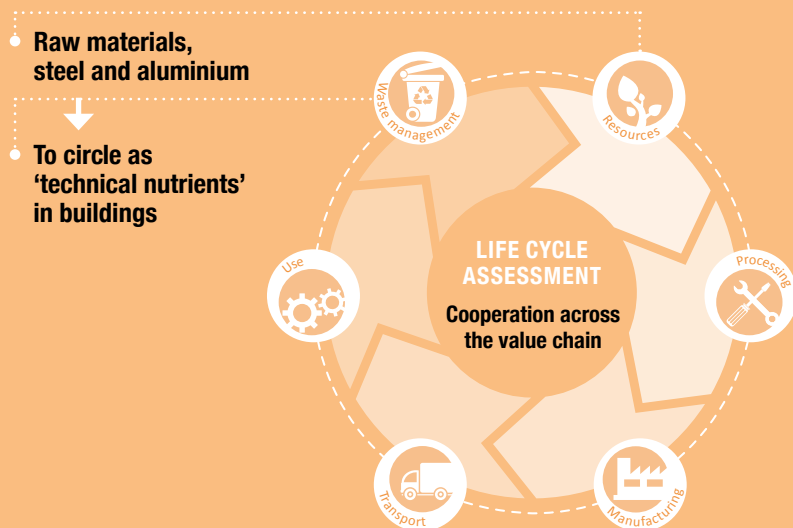 Raw materials,
steel and aluminium
To circle as
‘technical nutrients’
in buildings
Waste management
Resources
Use
LIFE CYCLE
ASSESSMENT
Cooperation across
the value chain
Processing
Transport
Manufacturing